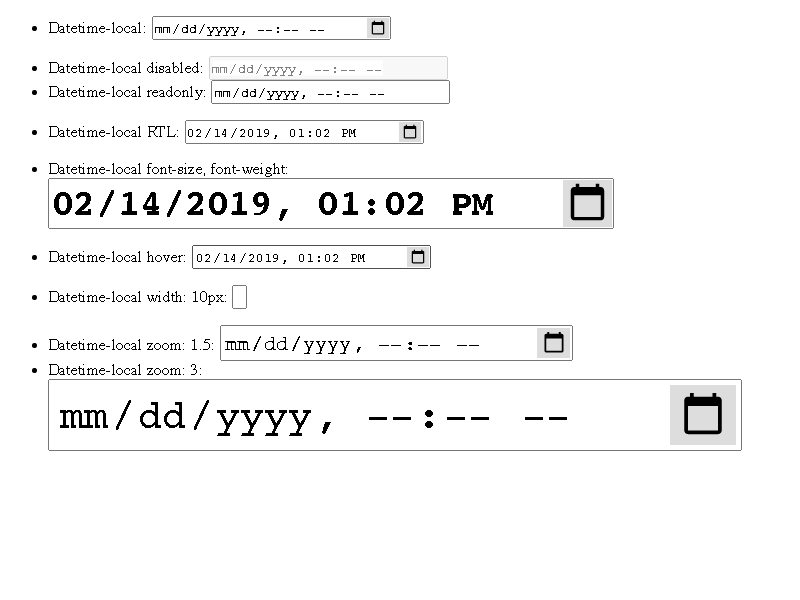 Datetime-local: mm/dd/yyyy, --:-- --
Datetime-local disabled: mm/dd/yyyy, --:-- --
Datetime-local readonly: mm/dd/yyyy, --:-- --
Datetime-local RTL: 02/14/2019, 01:02 PM
Datetime-local font-size, font-weight:
02/14/2019, 01:02 PM
Datetime-local hover: 02/14/2019, 01:02 PM
Datetime-local width: 10px:
Datetime-local zoom: 1.5: mm/dd/yyyy, --:-- --
Datetime-local zoom: 3:
mm/dd/yyyy, --:-- --